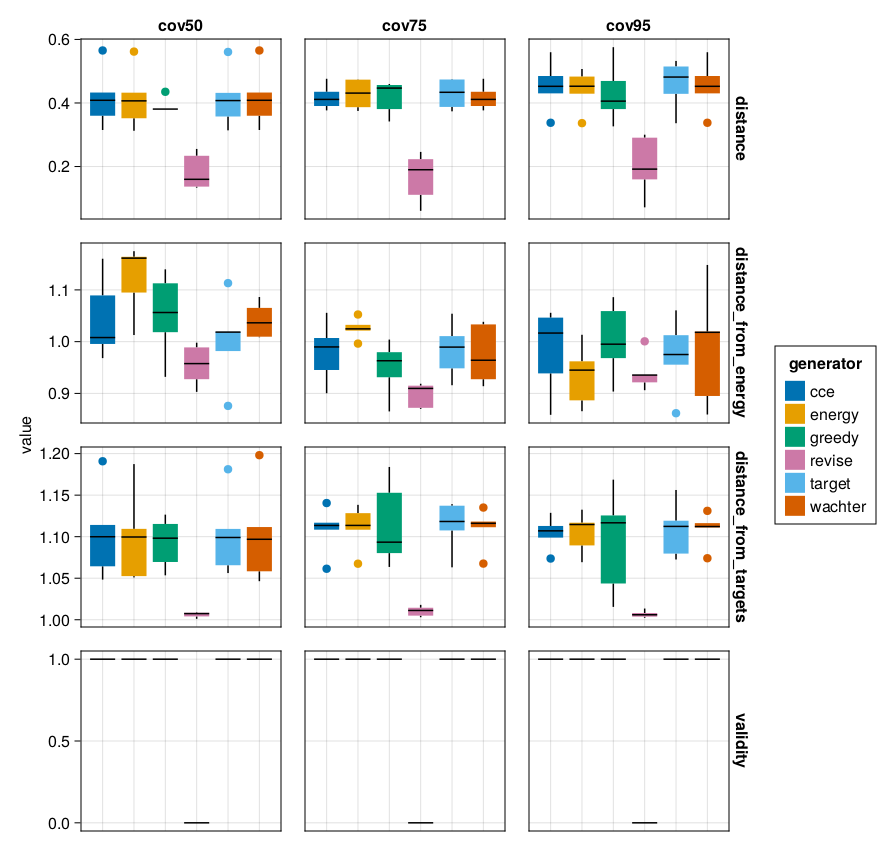 cov50 cov75 cov95
0.6
0.4
0.2
distance
1.1
1.0
0.9
distance_from_energy
value
1.20
1.15
1.10
1.05
1.00
distance_from_targets
1.0
0.5
0.0
validity
generator
cce
energy
greedy
revise
target
wachter